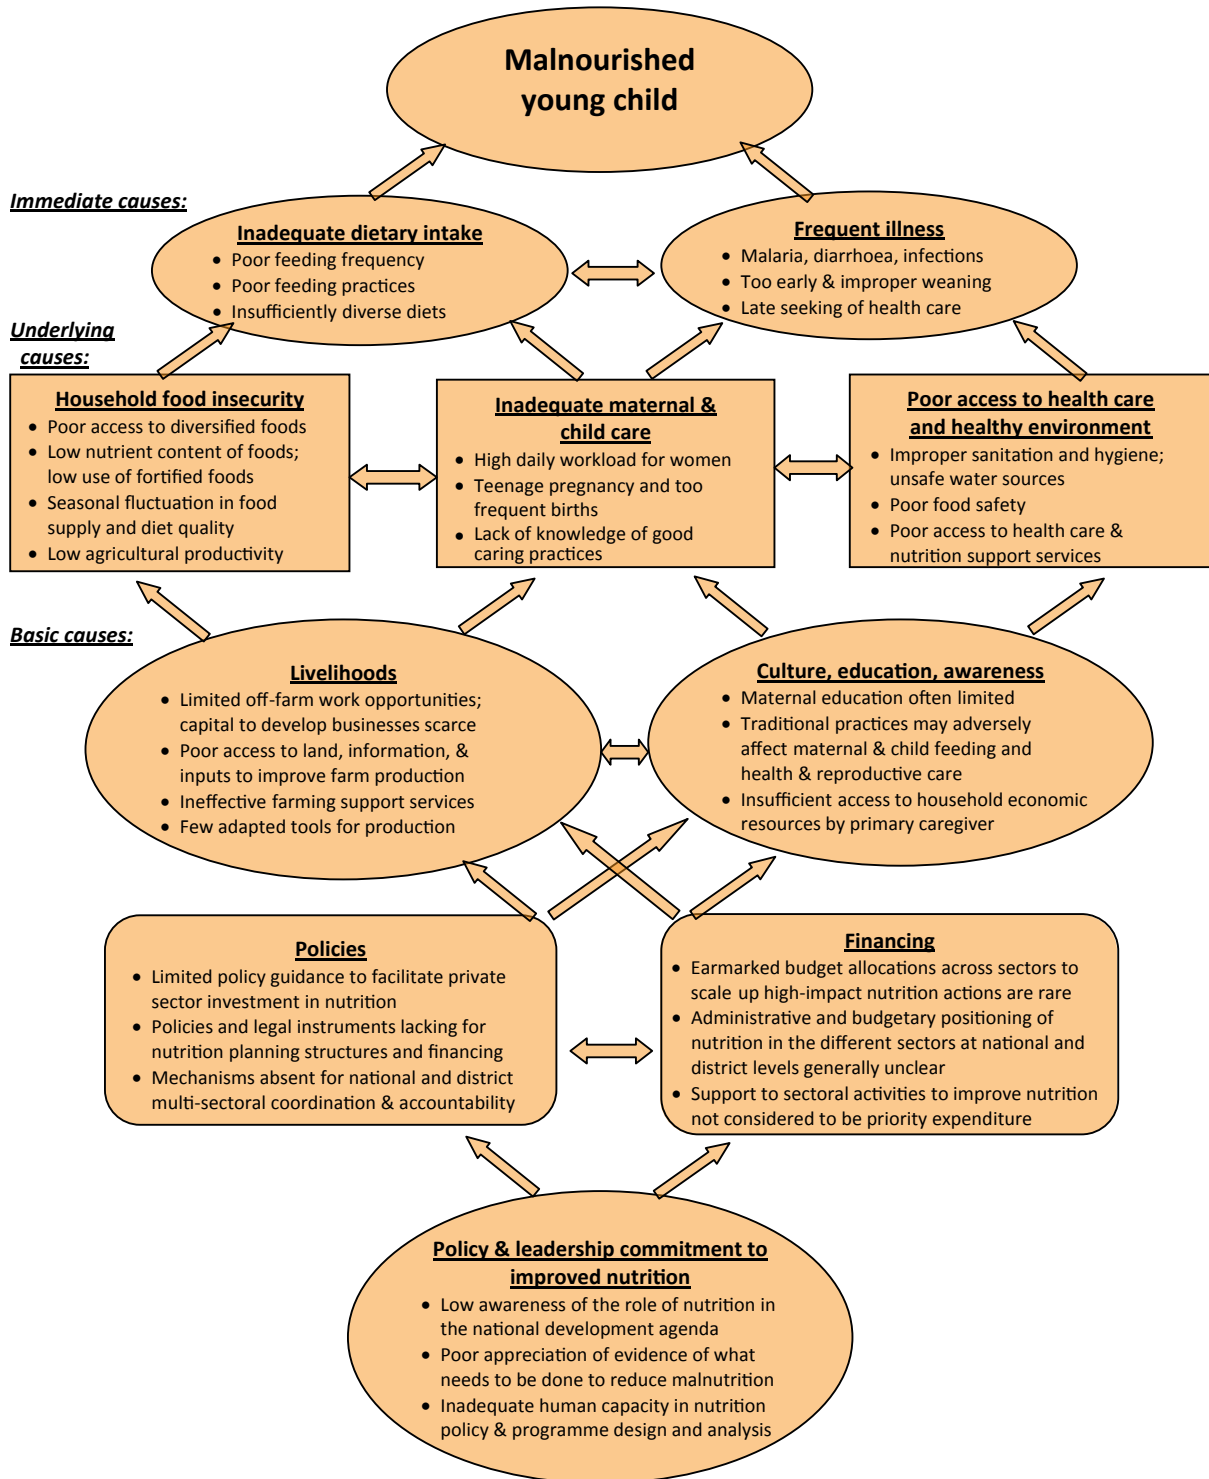 Malnourished
young child
Immediate causes:
Inadequate dietary intake
• Poor feeding frequency
• Poor feeding practices
• Insufficiently diverse diets
Frequent illness
• Malaria, diarrhoea, infections
• Too early & improper weaning
• Late seeking of health care
Underlying
causes:
Household food insecurity
• Poor access to diversified foods
• Low nutrient content of foods;
low use of fortified foods
• Seasonal fluctuation in food
supply and diet quality
• Low agricultural productivity
Inadequate maternal &
child care
• High daily workload for women
• Teenage pregnancy and too
frequent births
• Lack of knowledge of good
caring practices
Poor access to health care
and healthy environment
• Improper sanitation and hygiene;
unsafe water sources
• Poor food safety
• Poor access to health care &
nutrition support services
Basic causes:
Livelihoods
• Limited off-farm work opportunities;
capital to develop businesses scarce
• Poor access to land, information, &
inputs to improve farm production
• Ineffective farming support services
• Few adapted tools for production
Culture, education, awareness
• Maternal education often limited
• Traditional practices may adversely
affect maternal & child feeding and
health & reproductive care
• Insufficient access to household economic
resources by primary caregiver
Policies
• Limited policy guidance to facilitate private
sector investment in nutrition
• Policies and legal instruments lacking for
nutrition planning structures and financing
• Mechanisms absent for national and district
multi-sectoral coordination & accountability
Financing
• Earmarked budget allocations across sectors to
scale up high-impact nutrition actions are rare
• Administrative and budgetary positioning of
nutrition in the different sectors at national and
district levels generally unclear
• Support to sectoral activities to improve nutrition
not considered to be priority expenditure
Policy & leadership commitment to
improved nutrition
• Low awareness of the role of nutrition in
the national development agenda
• Poor appreciation of evidence of what
needs to be done to reduce malnutrition
• Inadequate human capacity in nutrition
policy & programme design and analysis